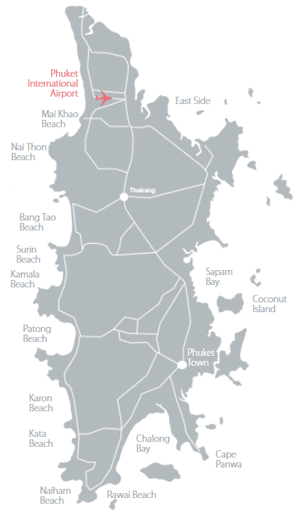 Phuket
International
Airport
East Side
Mai Khao
Beach
Nai Thon
Beach
Thalang
Bang Tao
Beach
Surin
Beach
Kamala
Beach
Sapam
Bay
Coconut
Island
Patong
Beach
Phuket
Town
Karon
Beach
Kata
Beach
Chalong
Bay
Cape
Panwa
Naiharn
Beach
Rawai Beach